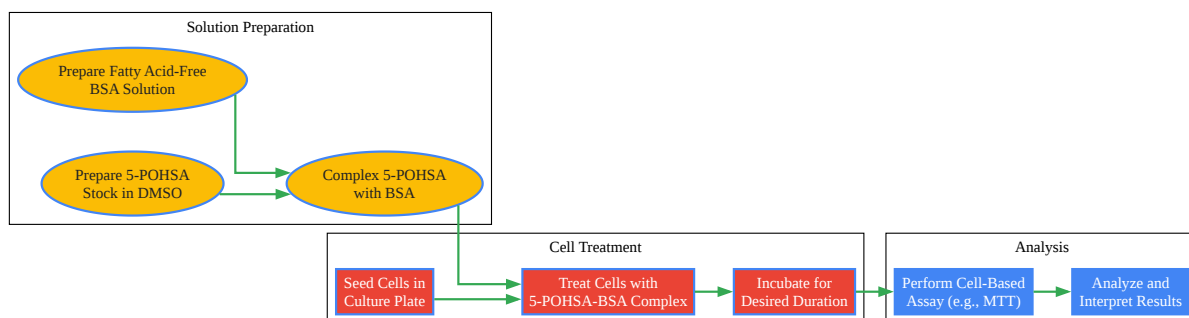 Solution Preparation
Prepare Fatty Acid-Free
BSA Solution
Prepare 5-POHSA
Stock in DMSO
Complex 5-POHSA
with BSA
Cell Treatment
Seed Cells in
Culture Plate
Treat Cells with
5-POHSA-BSA Complex
Incubate for
Desired Duration
Analysis
Perform Cell-Based
Assay (e.g., MTT)
Analyze and
Interpret Results